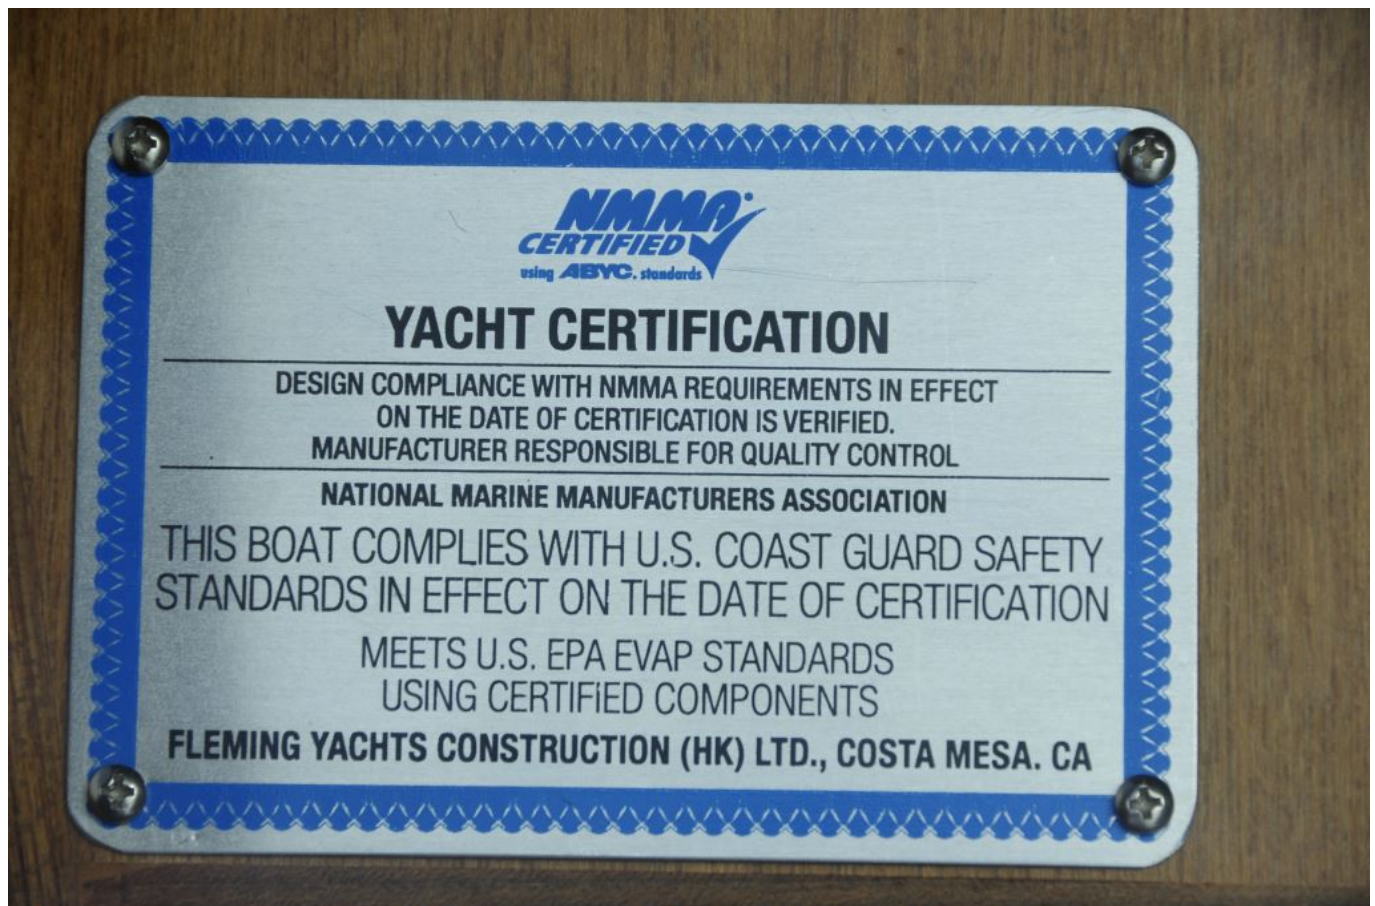 NMMA
CERTIFIED
using ABYC. standards
YACHT CERTIFICATION
DESIGN COMPLIANCE WITH NMMA REQUIREMENTS IN EFFECT
ON THE DATE OF CERTIFICATION IS VERIFIED.
MANUFACTURER RESPONSIBLE FOR QUALITY CONTROL
NATIONAL MARINE MANUFACTURERS ASSOCIATION
THIS BOAT COMPLIES WITH U.S. COAST GUARD SAFETY
STANDARDS IN EFFECT ON THE DATE OF CERTIFICATION
MEETS U.S. EPA EVAP STANDARDS
USING CERTIFiED COMPONENTS
FLEMING YACHTS CONSTRUCTION (HK) LTD., COSTA MESA. CA